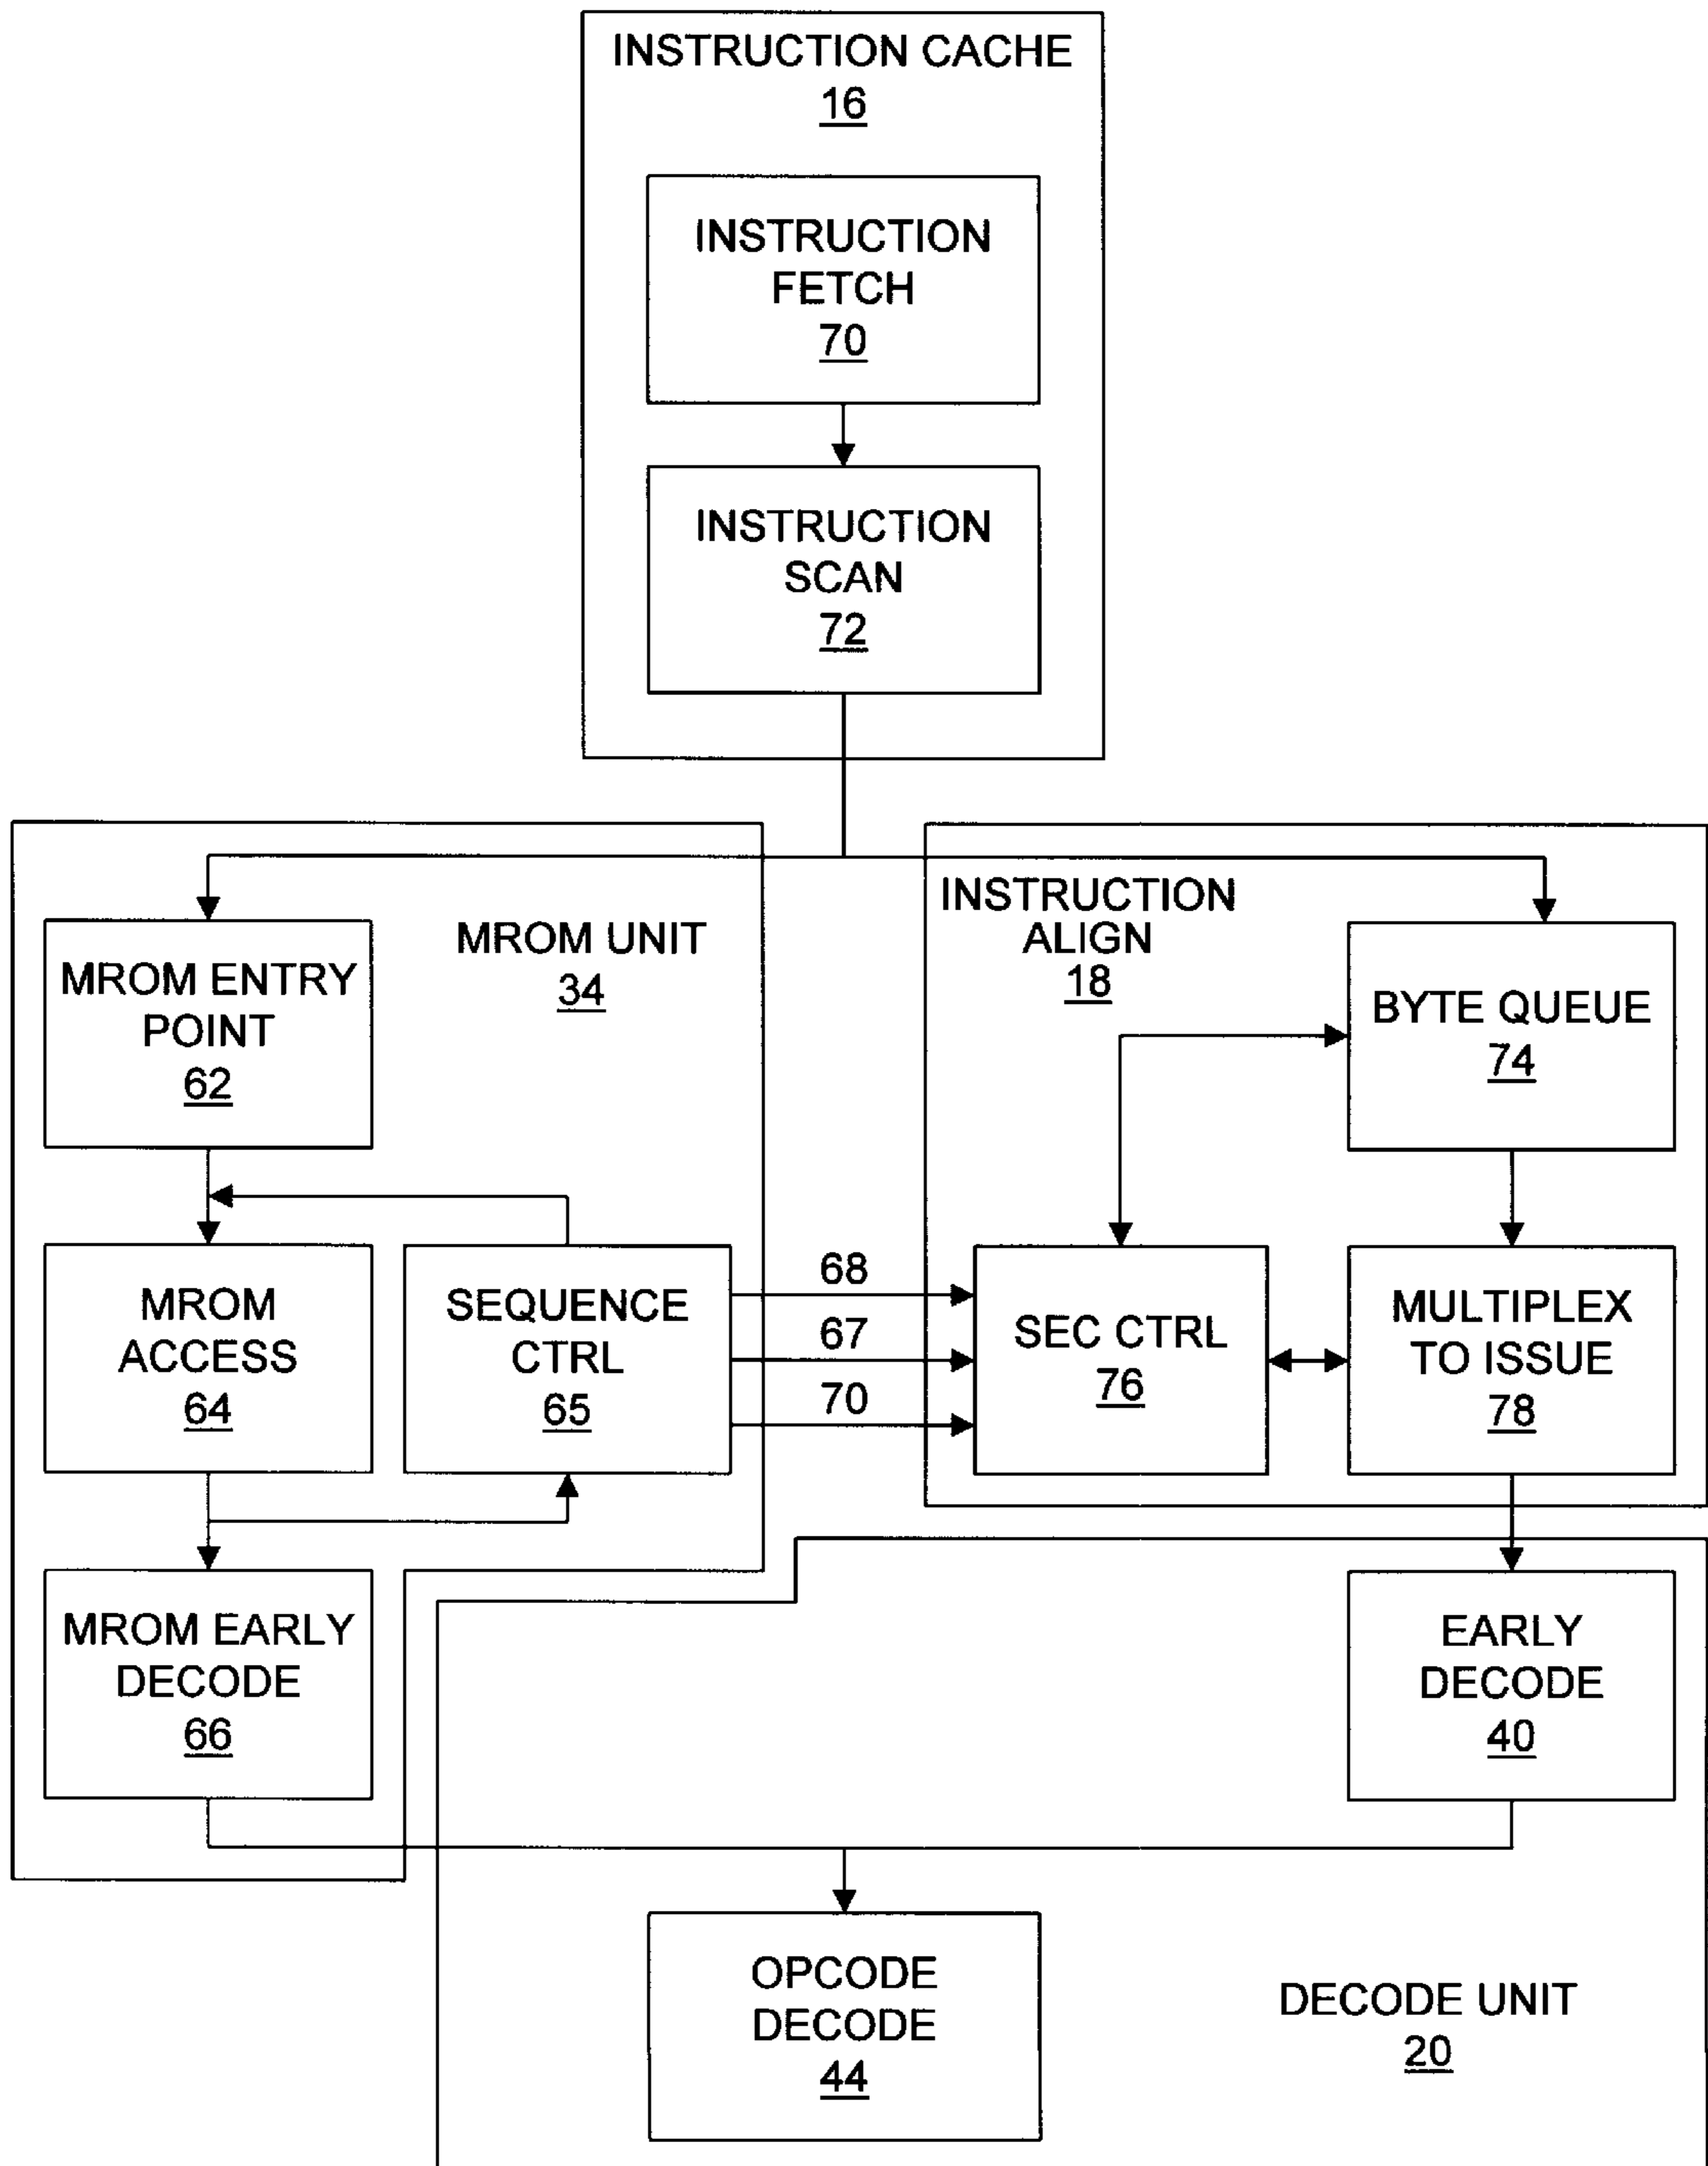 INSTRUCTION CACHE
16
INSTRUCTION
FETCH
70
INSTRUCTION
SCAN
72
MROM UNIT
34
MROM ENTRY
POINT
62
MROM
ACCESS
64
SEQUENCE
CTRL
65
MROM EARLY
DECODE
66
68
67
70
INSTRUCTION
ALIGN
18
BYTE QUEUE
74
SEC CTRL
76
MULTIPLEX
TO ISSUE
78
EARLY
DECODE
40
OPCODE
DECODE
44
DECODE UNIT
20